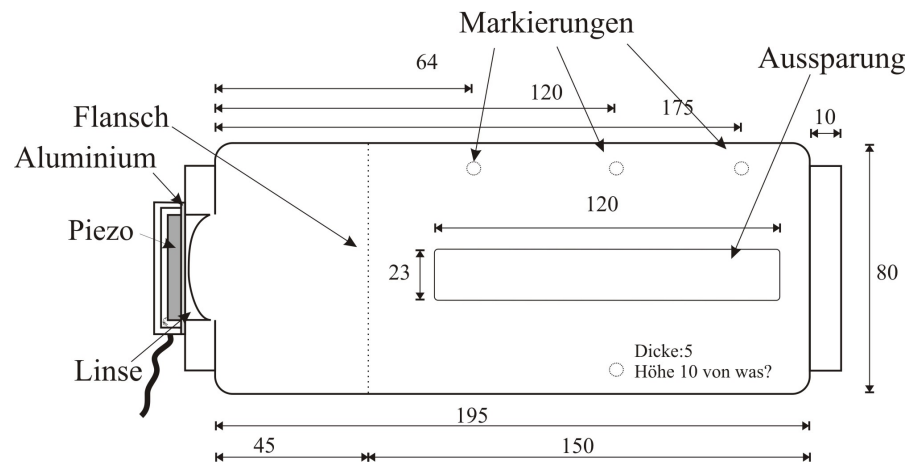 Markierungen
64
Aussparung
120
175
10
Flansch
Aluminium
120
Piezo
23
80
Linse
Dicke:5
Höhe 10 von was?
195
45
150